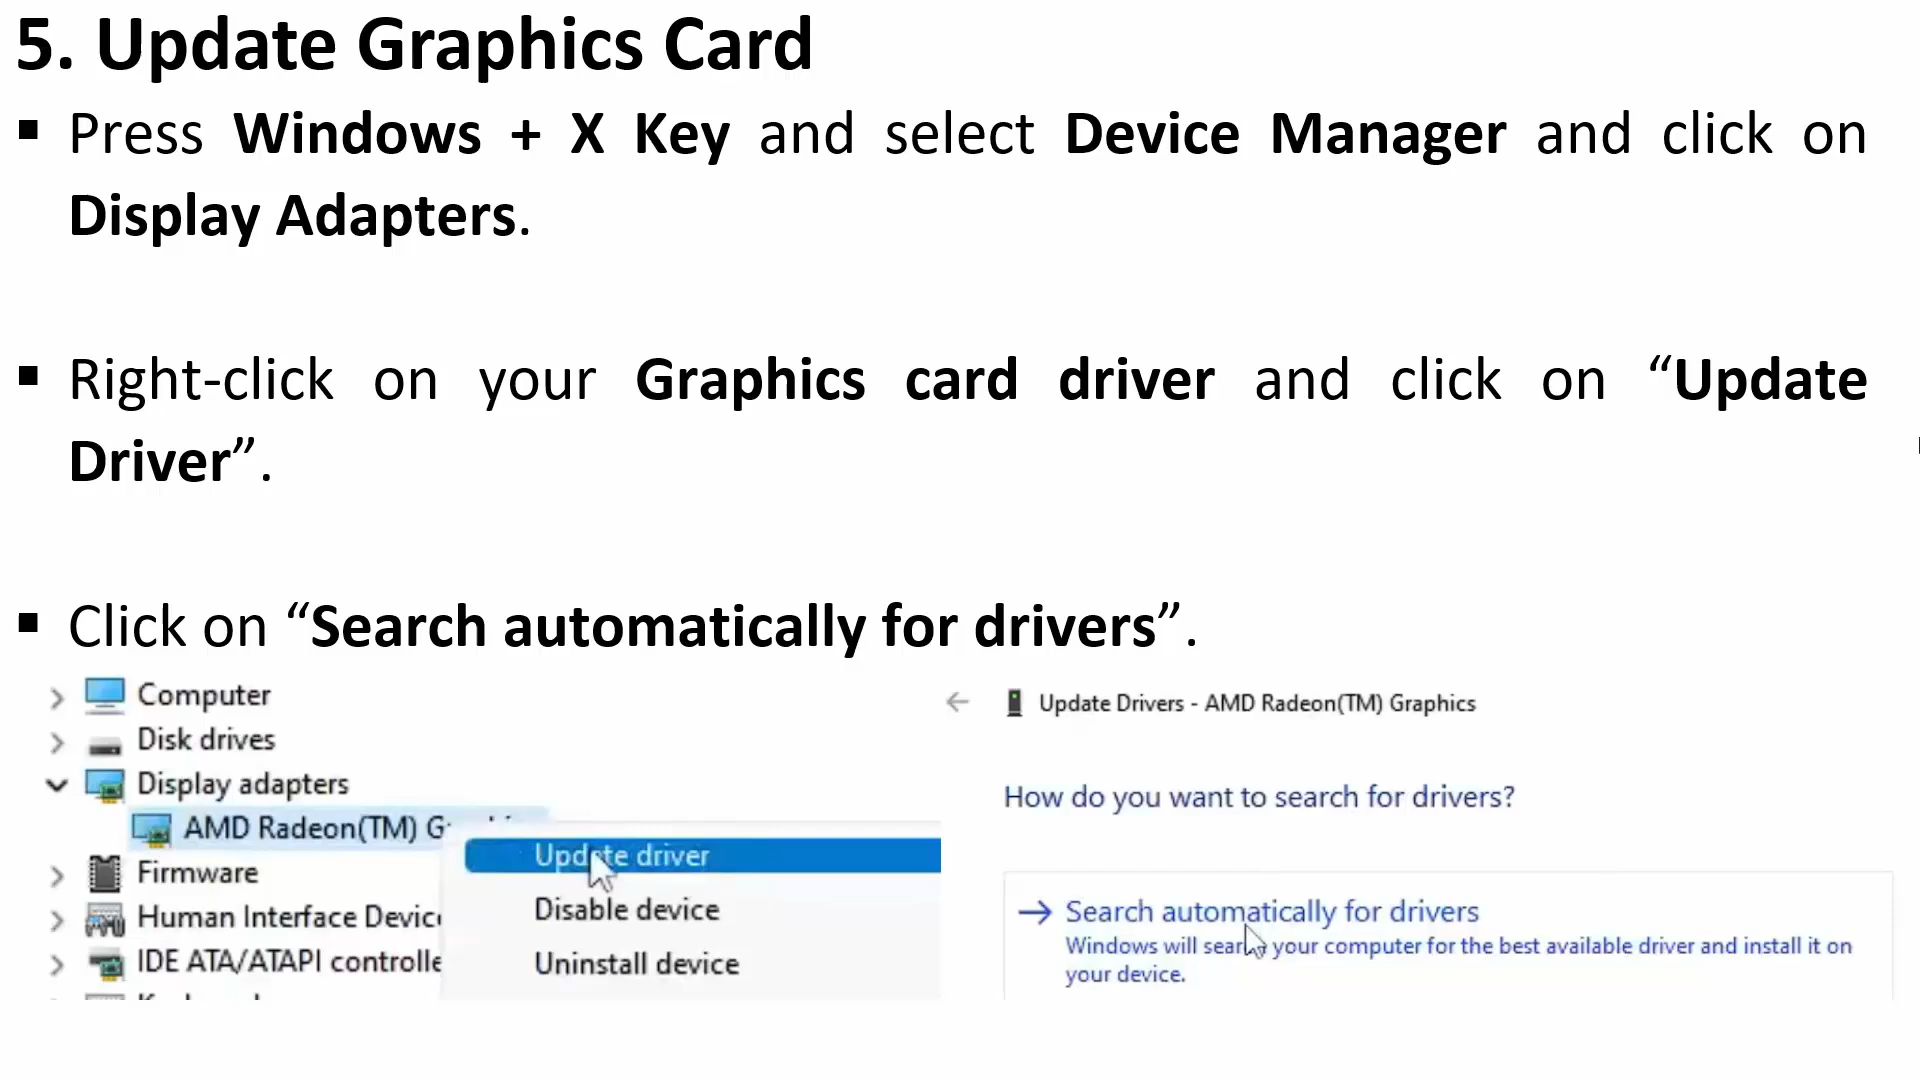 5. Update Graphics Card
▪ Press Windows + X Key and select Device Manager and click on
Display Adapters.
▪ Right-click on your Graphics card driver and click on “Update
Driver”.
▪ Click on “Search automatically for drivers”.
Computer
Disk drives
Display adapters
AMD Radeon(TM)
Update driver
Firmware
Disable device
Human Interface
IDE ATA/ATAPI
Uninstall device
Update Drivers - AMD Radeon(TM) Graphics
How do you want to search for drivers?
Search automatically for drivers
Windows will search your computer for the best available driver and install it on
your device.